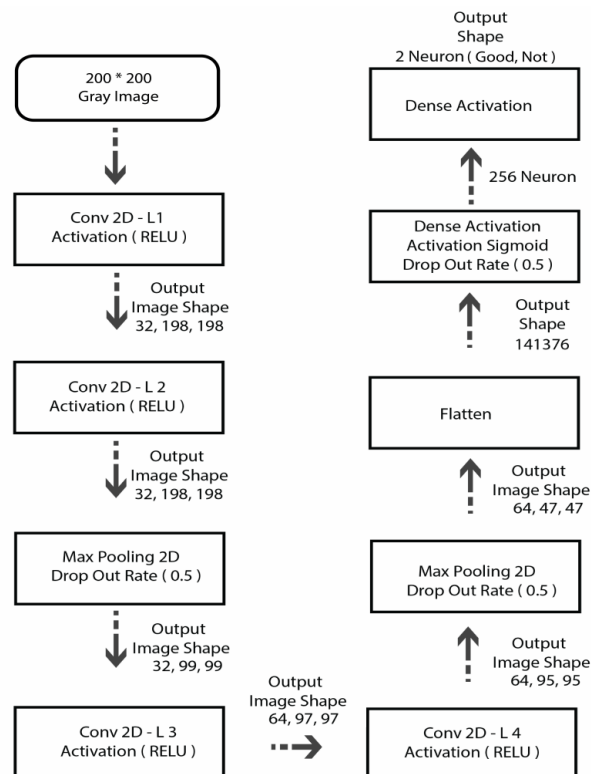 200 * 200
Gray Image
Conv 2D - L1
Activation ( RELU )
Output
Image Shape
32, 198, 198
Conv 2D - L 2
Activation ( RELU )
Output
Image Shape
32, 198, 198
Max Pooling 2D
Drop Out Rate ( 0.5 )
Output
Image Shape
32, 99, 99
Conv 2D - L 3
Activation ( RELU )
Output
Image Shape
64, 97, 97
Conv 2D - L 4
Activation ( RELU )
Output
Image Shape
64, 95, 95
Max Pooling 2D
Drop Out Rate ( 0.5 )
Output
Image Shape
64, 47, 47
Flatten
Output
Shape
141376
Dense Activation
Activation Sigmoid
Drop Out Rate ( 0.5 )
256 Neuron
Dense Activation
Output
Shape
2 Neuron ( Good, Not )